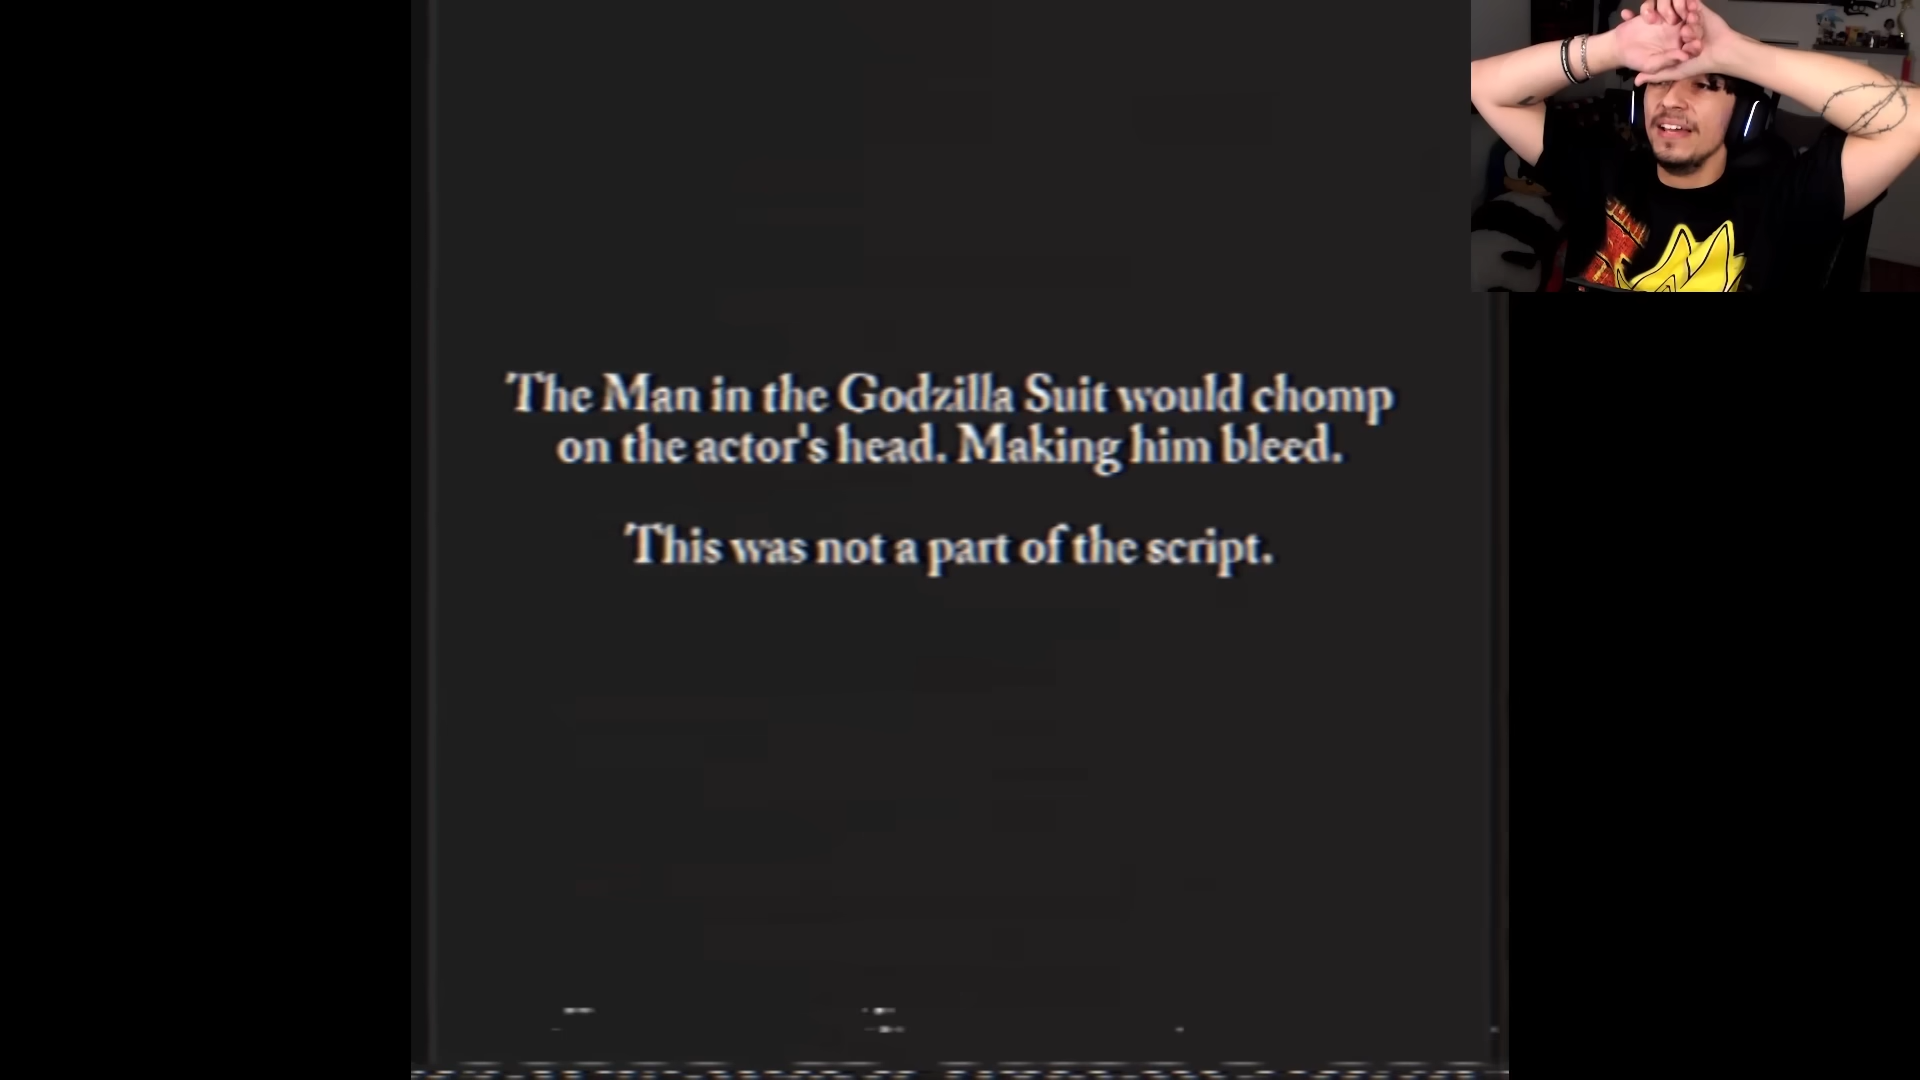 The Man in the Godzilla Suit would chomp
on the actor's head. Making him bleed.
This was not a part of the script.